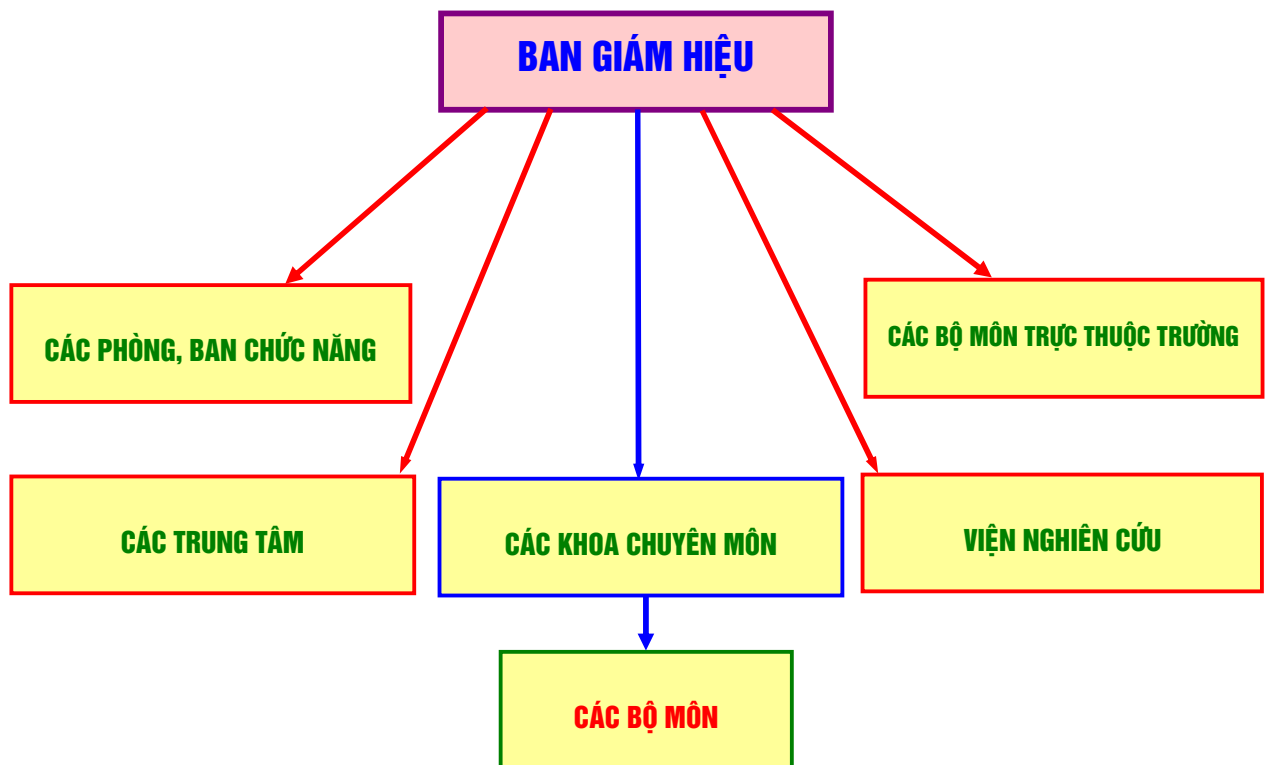 BAN GIÁM HIỆU
CÁC PHÒNG, BAN CHỨC NĂNG
CÁC BỘ MÔN TRỰC THUỘC TRƯỜNG
CÁC TRUNG TÂM
CÁC KHOA CHUYÊN MÔN
VIỆN NGHIÊN CỨU
CÁC BỘ MÔN